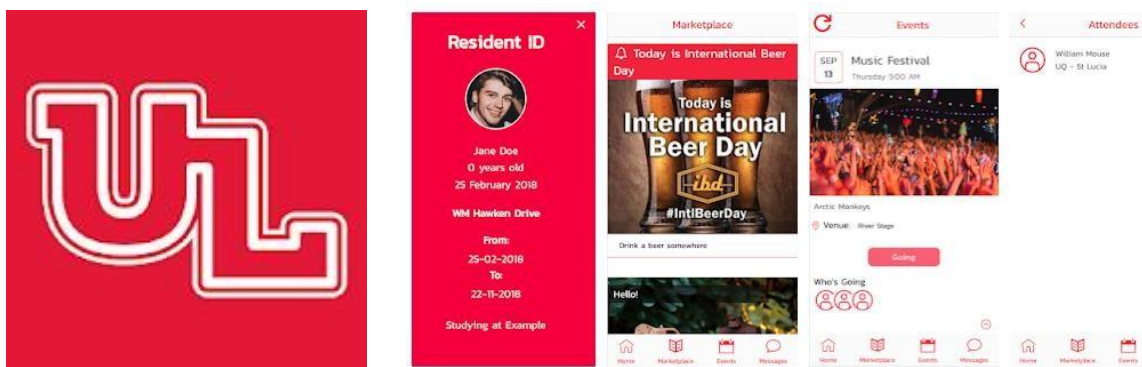 UL
Resident ID
Jane Doe
0 years old
25 February 2018
WM Hawken Drive
From:
25-02-2018
To:
22-11-2018
Studying at Example
Marketplace
Today is International Beer
Day
Today is
International
Beer Day
ibd
#IntlBeerDay
Drink a beer somewhere
Hello!
Home Marketplace Events Messages
Events
SEP
13
Music Festival
Thursday 9:00 AM
Arctic Monkeys
Venue: River Stage
Going
Who's Going
Home Marketplace Events Messages
Attendees
William Mouse
UQ - St Lucia
Home Marketplace Events